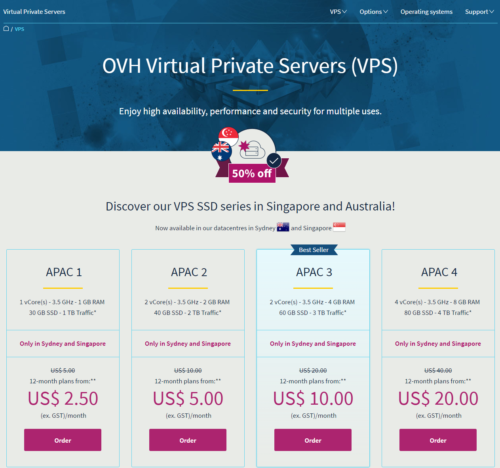 Virtual Private Servers
VPS Options Operating systems Support
/ VPS
OVH Virtual Private Servers (VPS)
Enjoy high availability, performance and security for multiple uses.
50% off
Discover our VPS SSD series in Singapore and Australia!
Now available in our datacentres in Sydney and Singapore
APAC 1
1 vCore(s) - 3.5 GHz - 1 GB RAM
30 GB SSD - 1 TB Traffic*
Only in Sydney and Singapore
US$ 5.00
12-month plans from:**
US$ 2.50
(ex. GST)/month
Order
APAC 2
2 vCore(s) - 3.5 GHz - 2 GB RAM
40 GB SSD - 2 TB Traffic*
Only in Sydney and Singapore
US$ 10.00
12-month plans from:**
US$ 5.00
(ex. GST)/month
Order
Best Seller
APAC 3
2 vCore(s) - 3.5 GHz - 4 GB RAM
60 GB SSD - 3 TB Traffic*
Only in Sydney and Singapore
US$ 20.00
12-month plans from:**
US$ 10.00
(ex. GST)/month
Order
APAC 4
4 vCore(s) - 3.5 GHz - 8 GB RAM
80 GB SSD - 4 TB Traffic*
Only in Sydney and Singapore
US$ 40.00
12-month plans from:**
US$ 20.00
(ex. GST)/month
Order